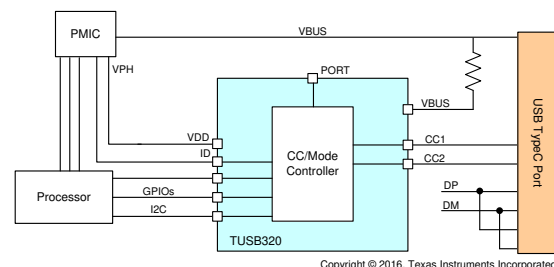 PMIC
VBUS
VPH
PORT
VBUS
VDD
ID
CC1
CC2
CC/Mode
Controller
Processor
GPIOs
I2C
DP
DM
TUSB320
USB TypeC Port
Copyright © 2016, Texas Instruments Incorporated